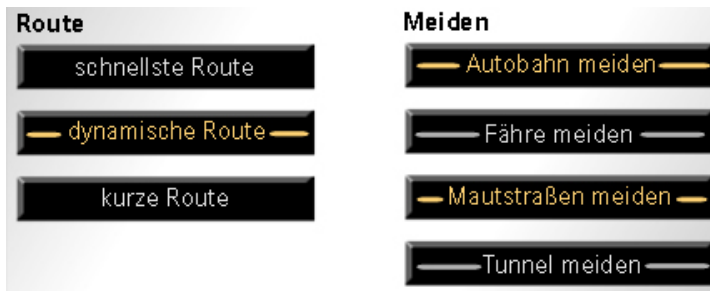 Route
schnellste Route
dynamische Route
kurze Route
Meiden
Autobahn meiden
Fähre meiden
Mautstraßen meiden
Tunnel meiden